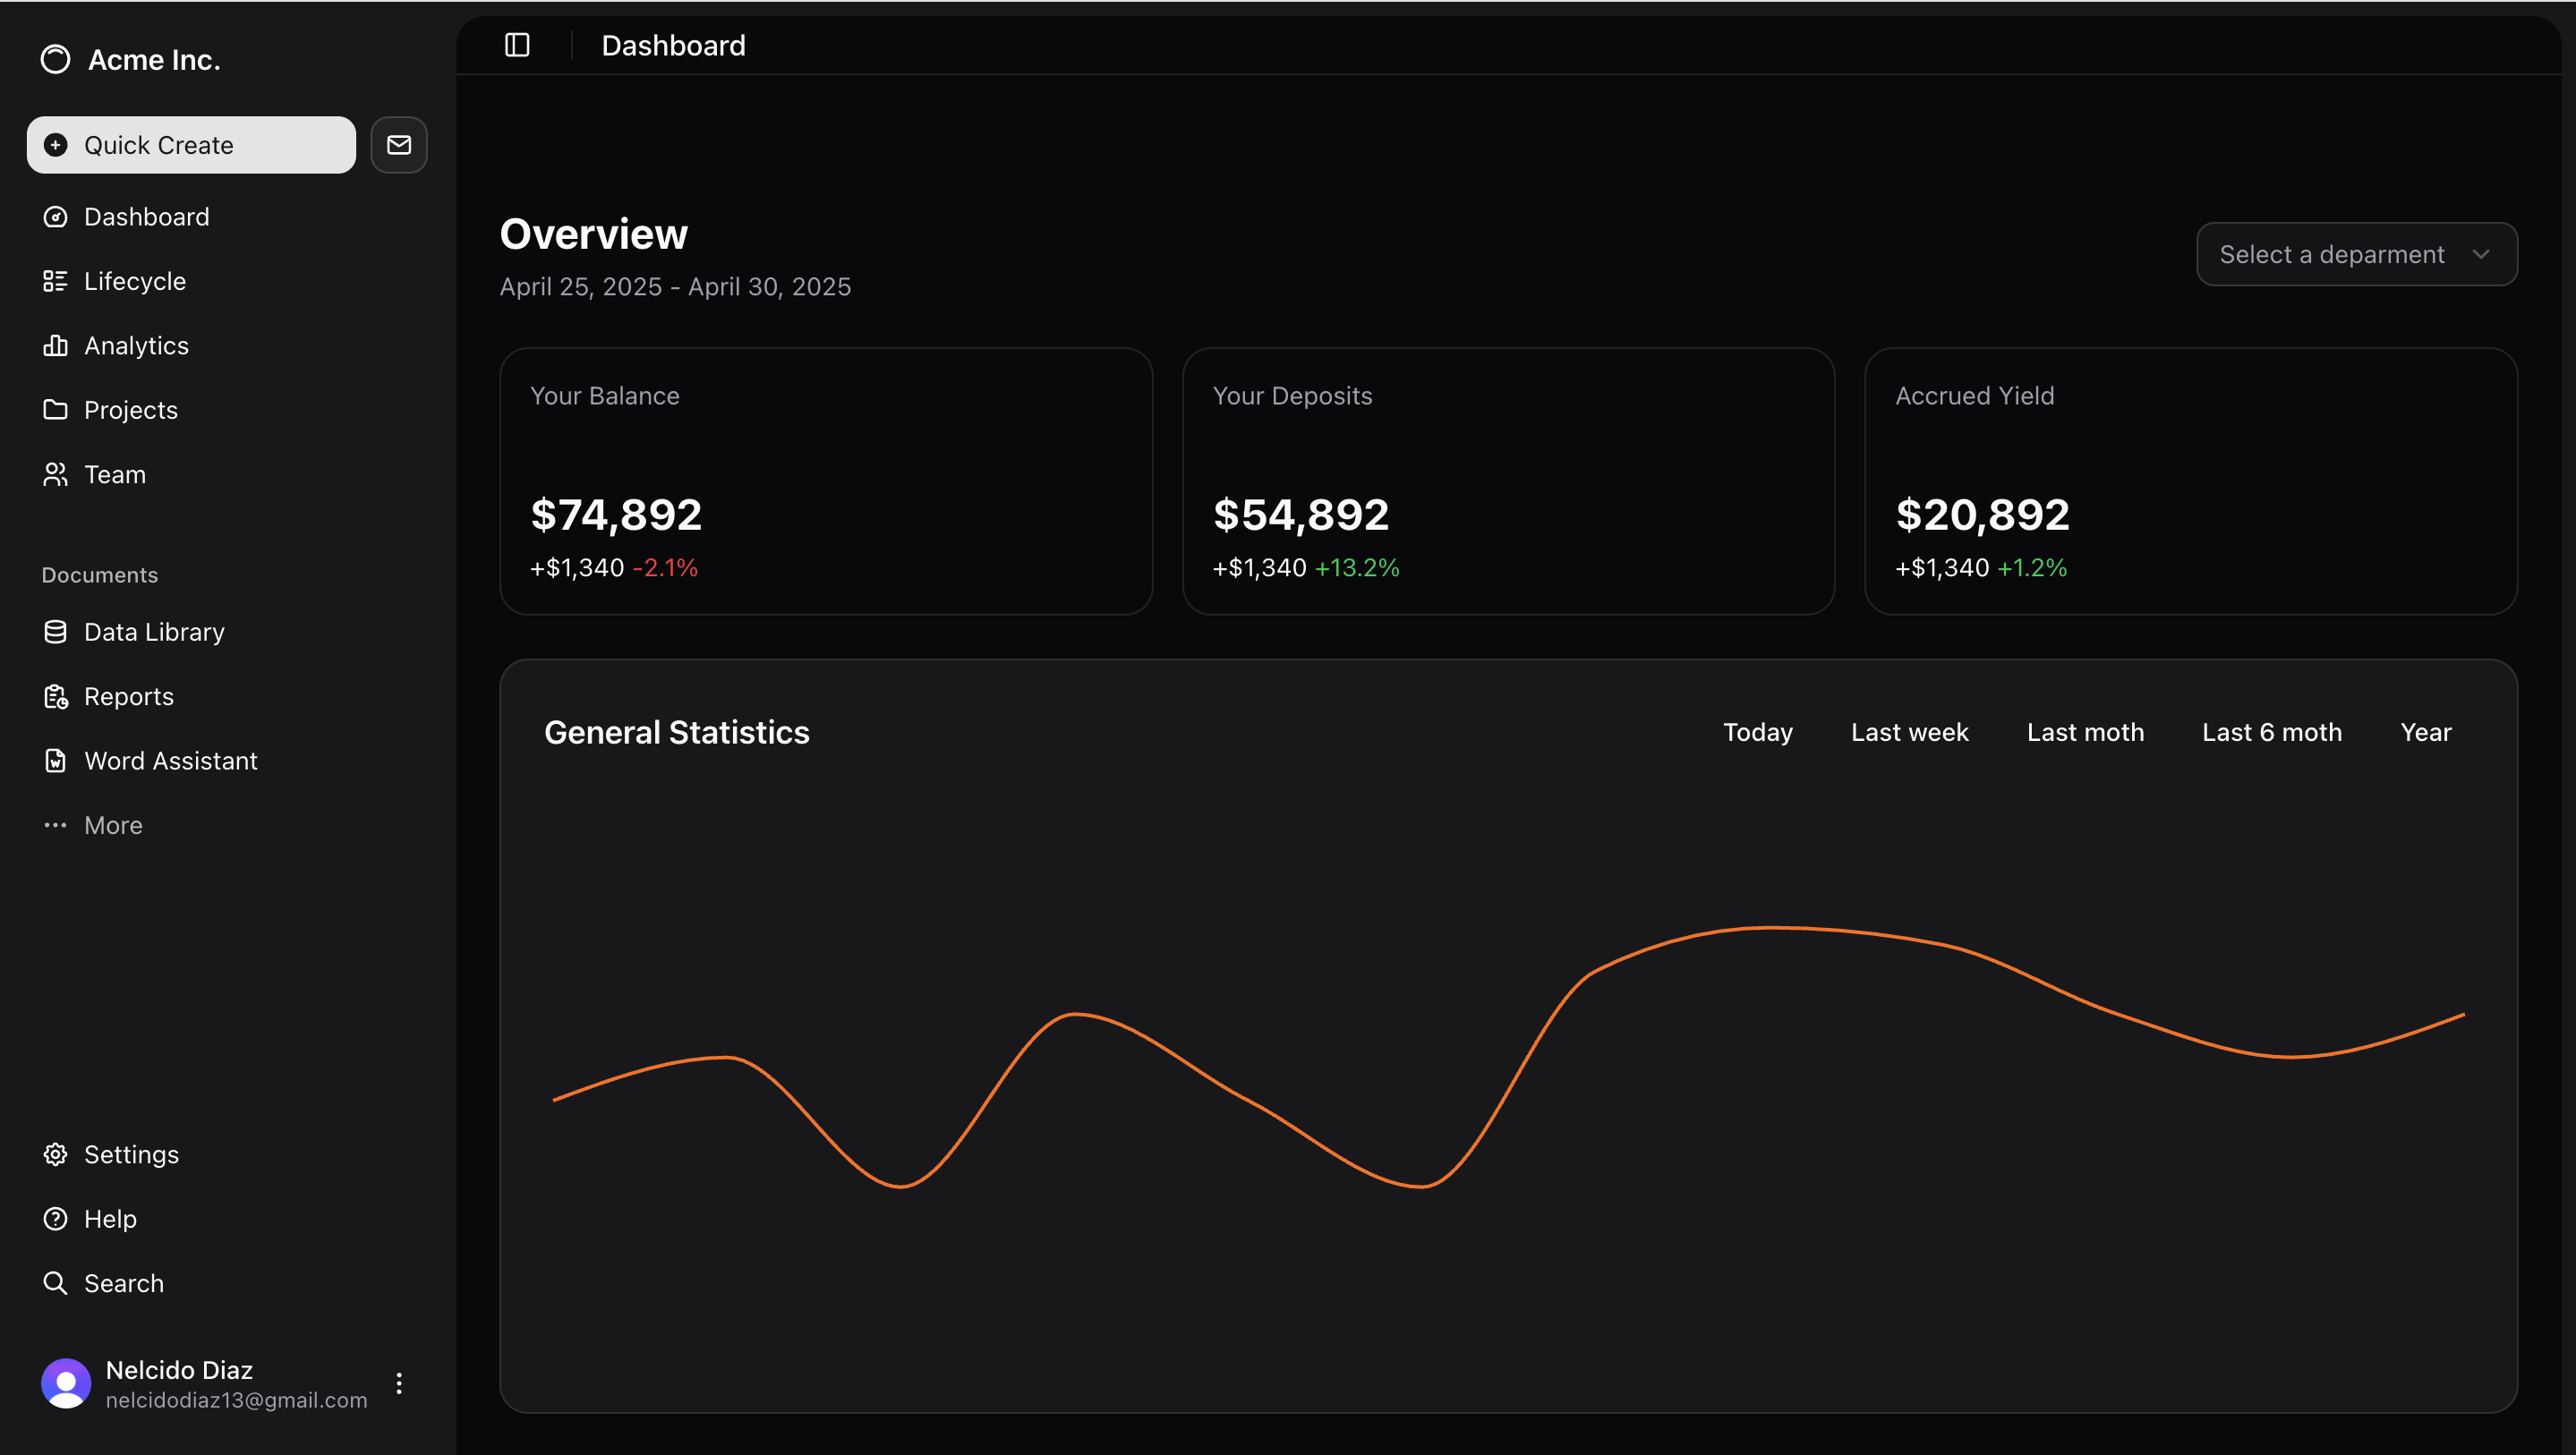 Acme Inc.
Quick Create
Dashboard
Lifecycle
Analytics
Projects
Team
Documents
Data Library
Reports
Word Assistant
More
Settings
Help
Search
Nelcido Diaz
nelcidodiaz13@gmail.com
Dashboard
Overview
April 25, 2025 - April 30, 2025
Select a deparment
Your Balance
$74,892
+$1,340 -2.1%
Your Deposits
$54,892
+$1,340 +13.2%
Accrued Yield
$20,892
+$1,340 +1.2%
General Statistics
Today Last week Last moth Last 6 moth Year